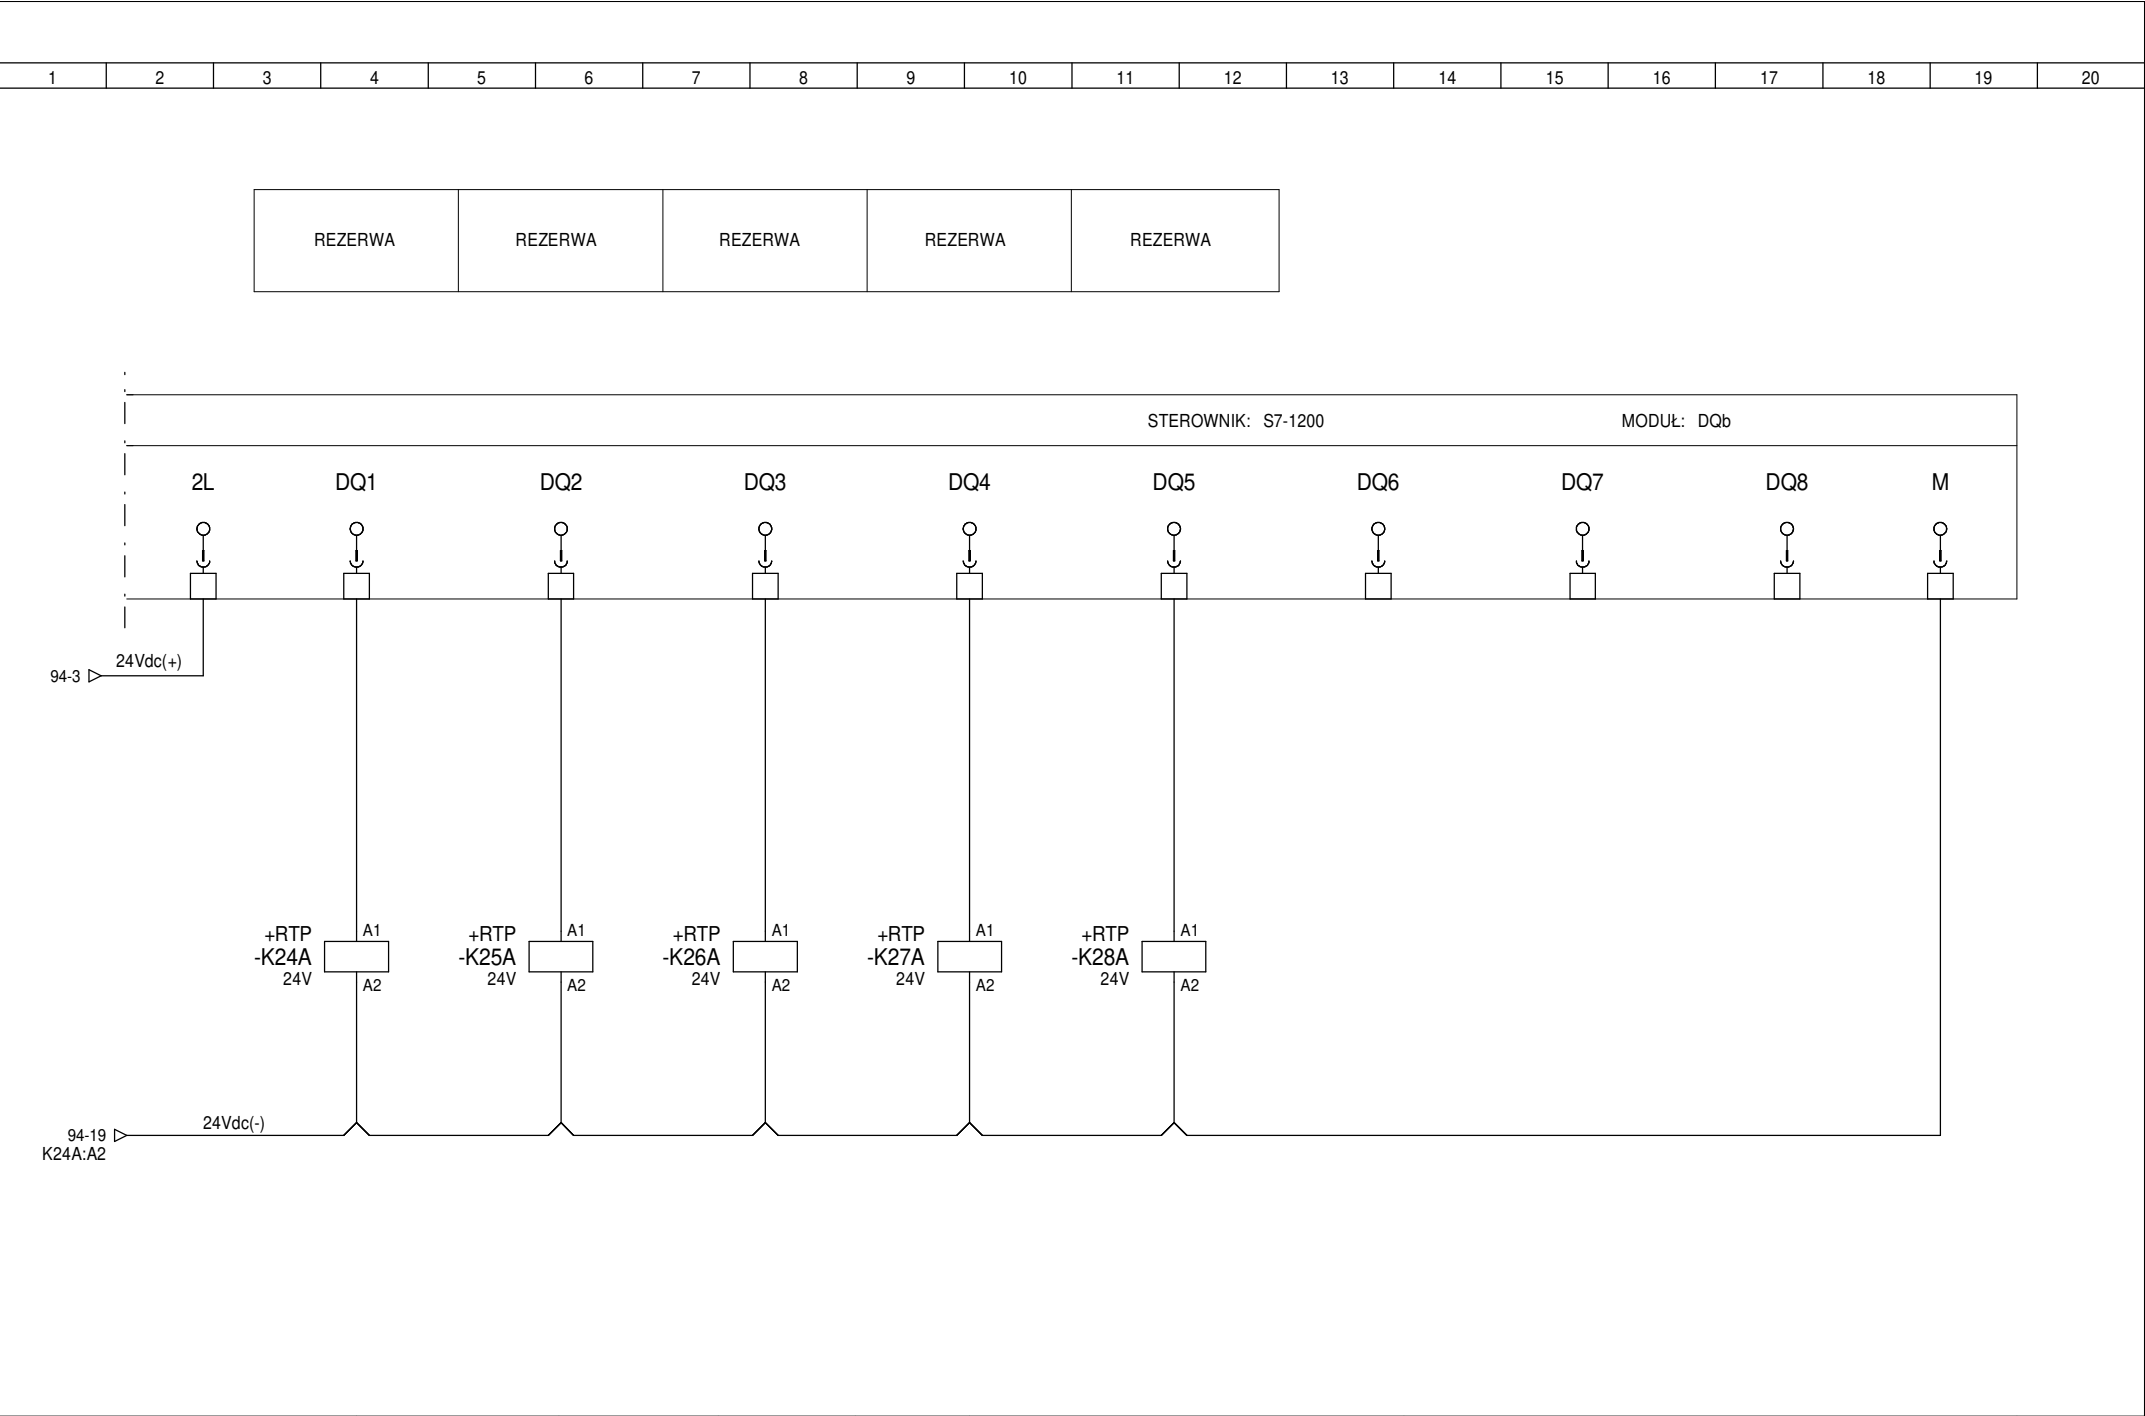 1 2 3 4 5 6 7 8 9 10 11 12 13 14 15 16 17 18 19 20
REZERWA REZERWA REZERWA REZERWA REZERWA
STEROWNIK: S7-1200 MODUŁ: DQb
2L DQ1 DQ2 DQ3 DQ4 DQ5 DQ6 DQ7 DQ8 M
24Vdc(+)
94-3
+RTP A1 +RTP A1 +RTP A1 +RTP A1 +RTP A1
-K24A -K25A -K26A -K27A -K28A
24V A2 24V A2 24V A2 24V A2 24V A2
24Vdc(-)
94-19
K24A:A2